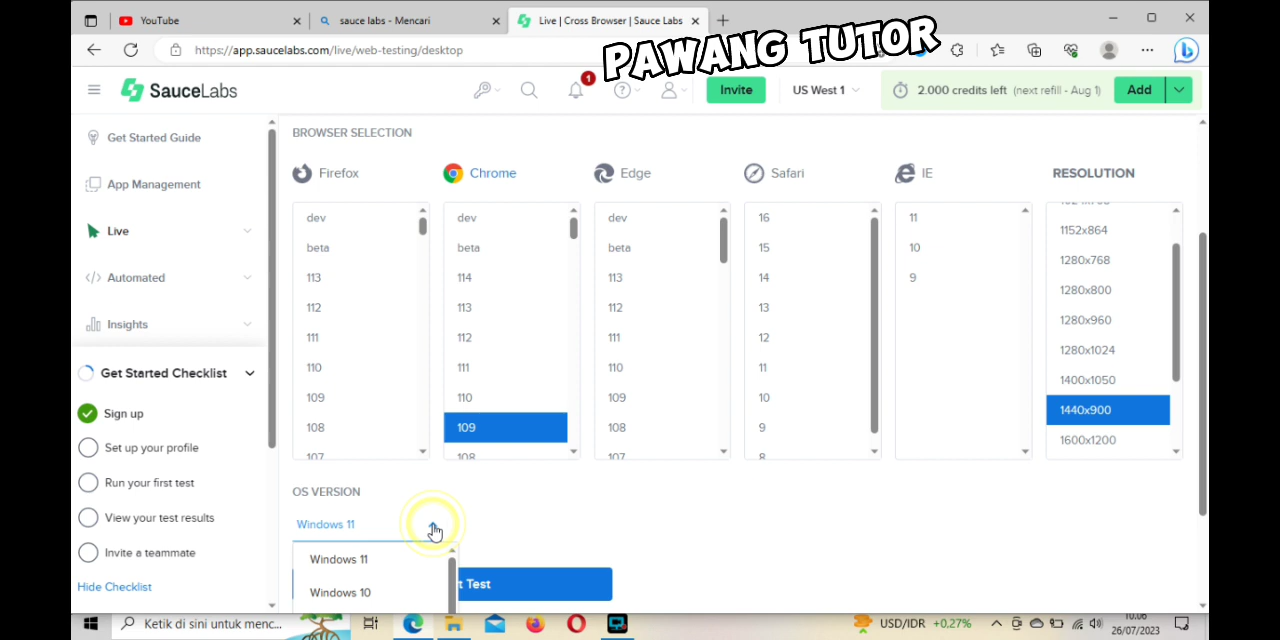 YouTube
sauce labs - Mencari
Live | Cross Browser | Sauce Labs
https://app.saucelabs.com/live/web-testing/desktop
PAWANG TUTOR
SAUCELABS
1
Invite
US West 1
2.000 credits left (next refill - Aug 1)
Add
Get Started Guide
App Management
Live
Automated
Insights
Get Started Checklist
Sign up
Set up your profile
Run your first test
View your test results
Invite a teammate
Hide Checklist
BROWSER SELECTION
Firefox
dev
beta
113
112
111
110
109
108
107
Chrome
dev
beta
114
113
112
111
110
109
108
Edge
dev
beta
113
112
111
110
109
108
107
Safari
16
15
14
13
12
11
10
9
8
IE
11
10
9
RESOLUTION
1152x864
1280x768
1280x800
1280x960
1280x1024
1400x1050
1440x900
1600x1200
OS VERSION
Windows 11
Windows 11
Windows 10
t Test
Ketik di sini untuk menc...
USD/IDR +0,27%
10.06
26/07/2023